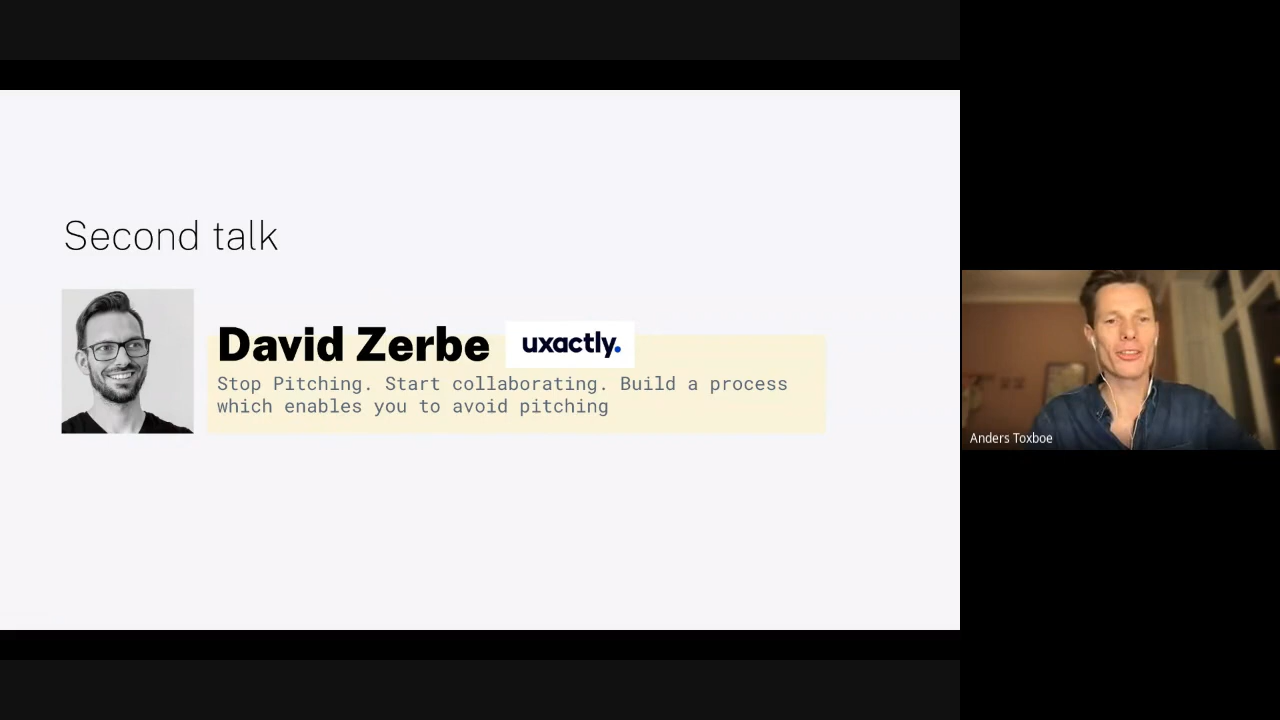 Second talk
David Zerbe
uxactly.
Stop Pitching. Start collaborating. Build a process
which enables you to avoid pitching
Anders Toxboe